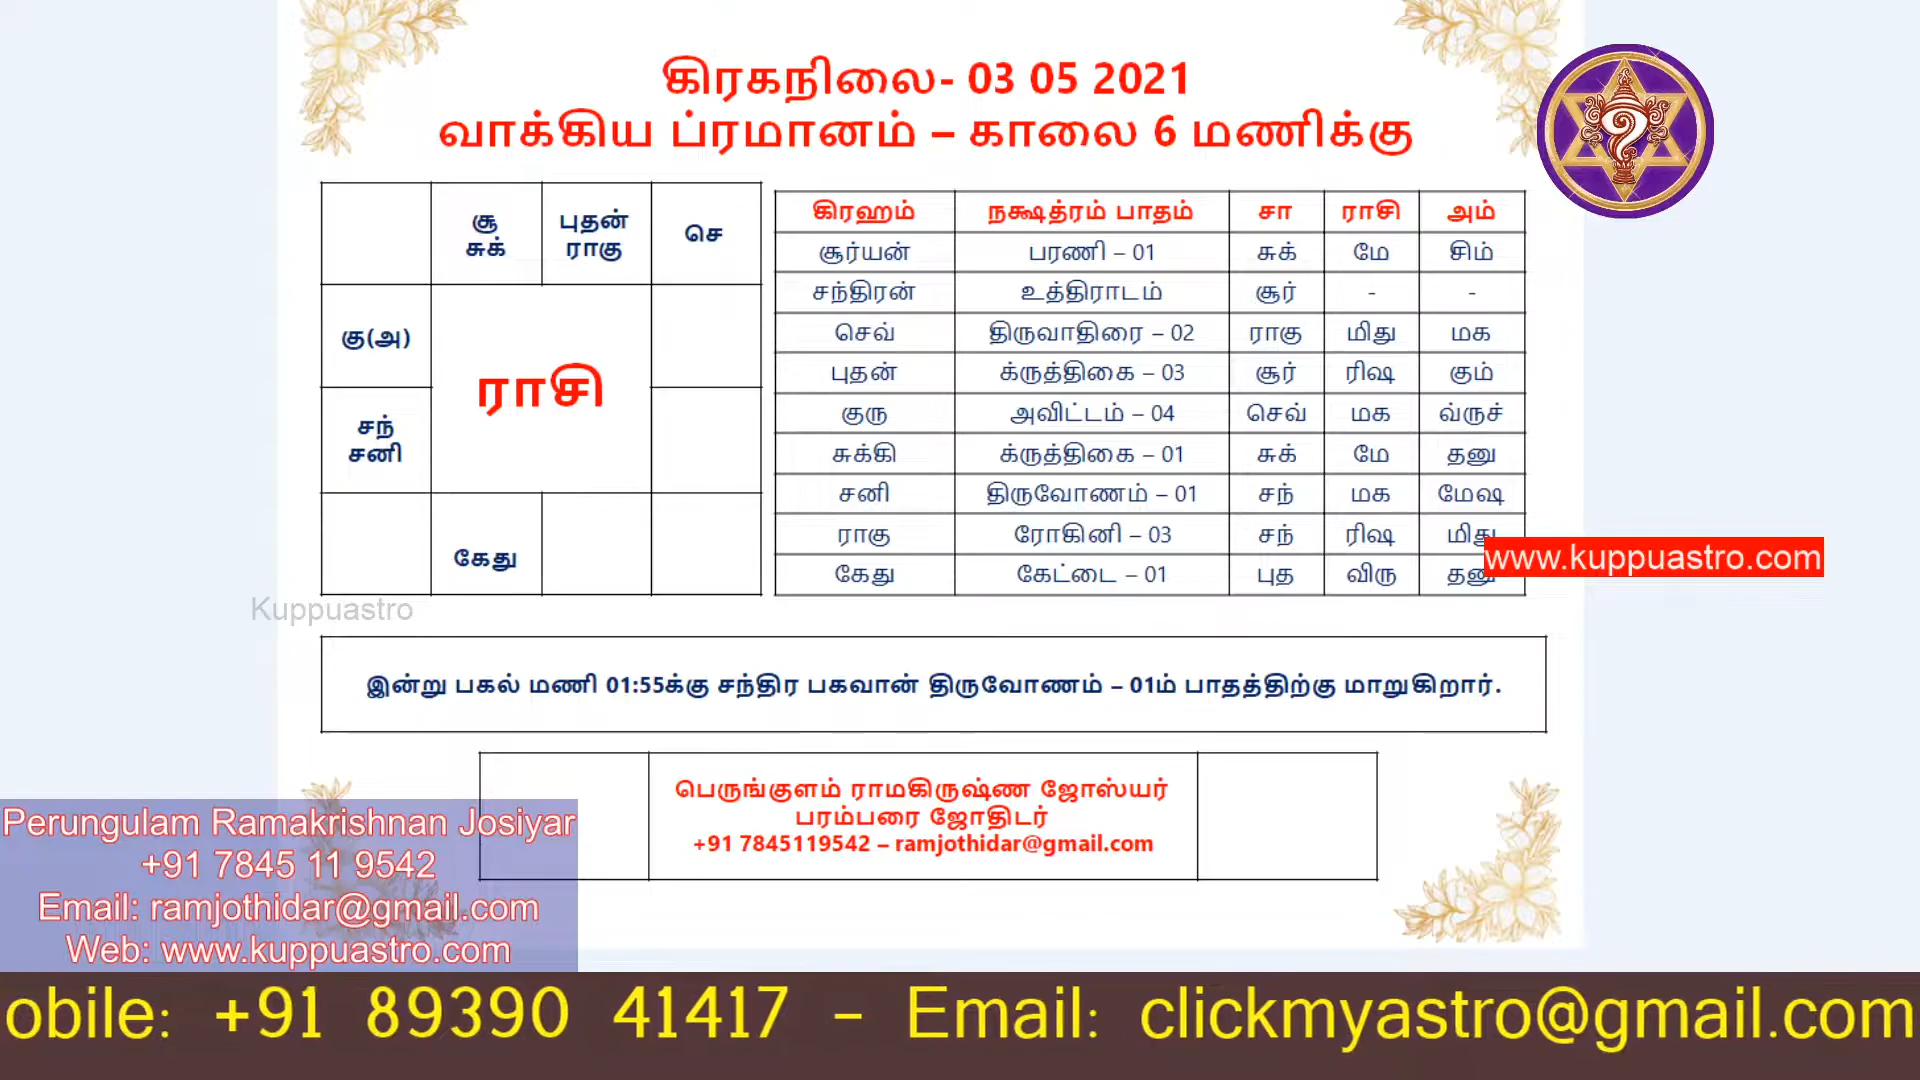 கிரகநிலை- 03 05 2021
வாக்கிய ப்ரமானம் – காலை 6 மணிக்கு
சூ
சுக்
புதன்
ராகு
செ
கு(அ)
ராசி
சந்
சனி
கேது
கிரஹம் நக்ஷத்ரம் பாதம் சா ராசி அம்
சூர்யன் பரணி – 01 சுக் மே சிம்
சந்திரன் உத்திராடம் சூர் - -
செவ் திருவாதிரை – 02 ராகு மிது மக
புதன் க்ருத்திகை – 03 சூர் ரிஷ கும்
குரு அவிட்டம் – 04 செவ் மக வ்ருச்
சுக்கி க்ருத்திகை – 01 சுக் மே தனு
சனி திருவோணம் – 01 சந் மக மேஷ
ராகு ரோகினி – 03 சந் ரிஷ மிது
கேது கேட்டை – 01 புத விரு தனு
www.kuppuastro.com
Kuppuastro
இன்று பகல் மணி 01:55க்கு சந்திர பகவான் திருவோணம் – 01ம் பாதத்திற்கு மாறுகிறார்.
பெருங்குளம் ராமகிருஷ்ண ஜோஸ்யர்
பரம்பரை ஜோதிடர்
+91 7845119542 – ramjothidar@gmail.com
Perungulam Ramakrishnan Josiyar
+91 7845 11 9542
Email: ramjothidar@gmail.com
Web: www.kuppuastro.com
obile: +91 89390 41417 - Email: clickmyastro@gmail.com